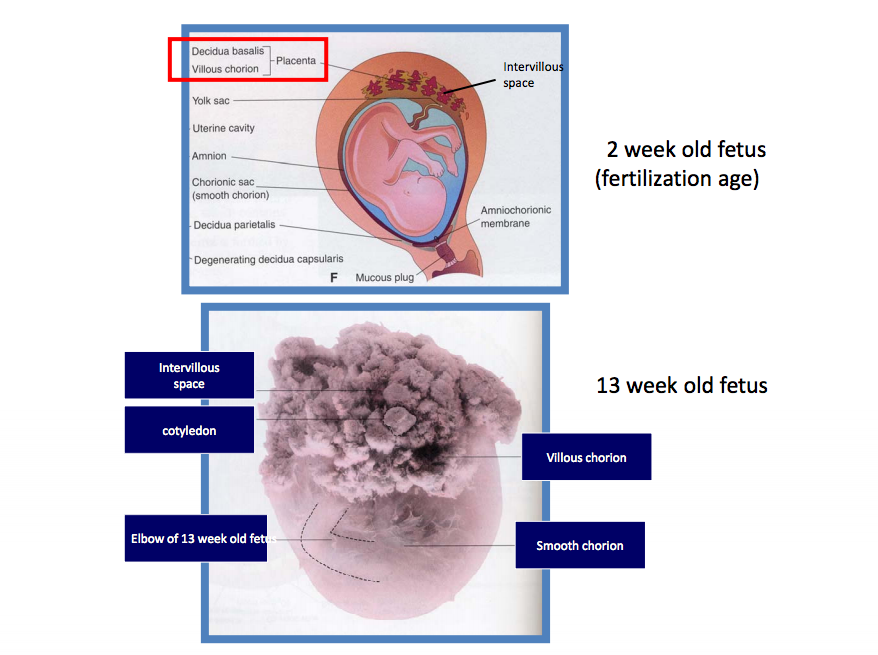 Decidua basalis
Villous chorion
Placenta
Intervillous
space
Yolk sac
Uterine cavity
Amnion
Chorionic sac
(smooth chorion)
Decidua parietalis
Amniochorionic
membrane
Degenerating decidua capsularis
F
Mucous plug
2 week old fetus
(fertilization age)
Intervillous
space
cotyledon
13 week old fetus
Villous chorion
Elbow of 13 week old fetus
Smooth chorion